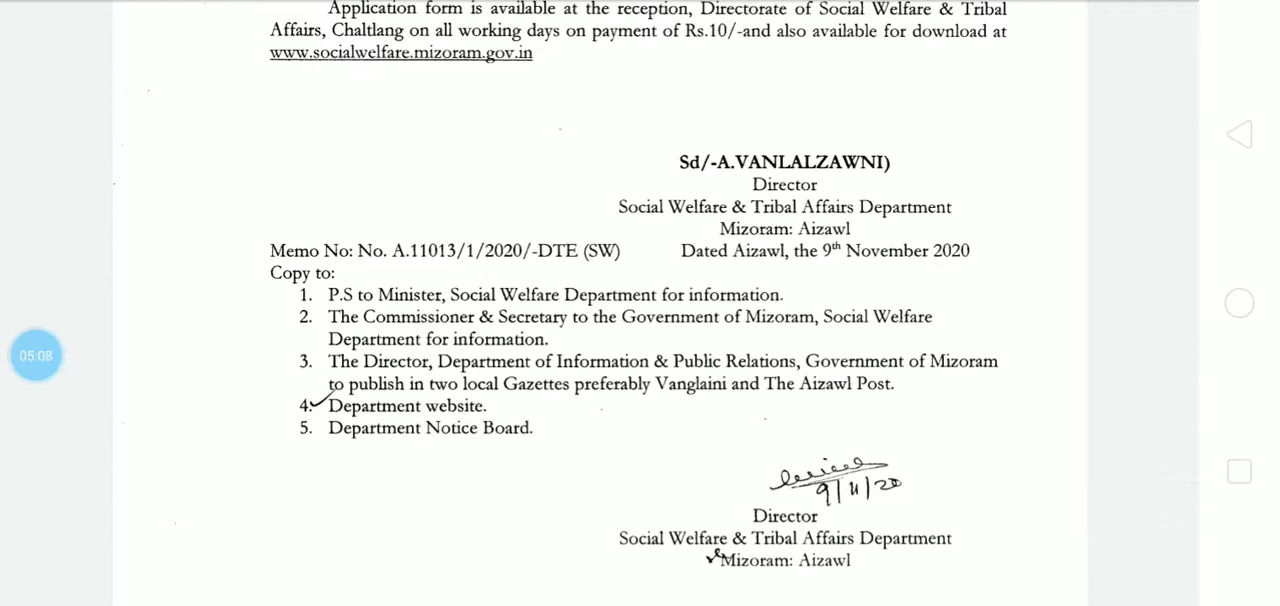 Application form is available at the reception, Directorate of Social Welfare & Tribal
Affairs, Chaltlang on all working days on payment of Rs.10/-and also available for download at
www.socialwelfare.mizoram.gov.in
Sd/-A.VANLALZAWNI)
Director
Social Welfare & Tribal Affairs Department
Mizoram: Aizawl
Memo No: No. A.11013/1/2020/-DTE (SW) Dated Aizawl, the 9th November 2020
Copy to:
1. P.S to Minister, Social Welfare Department for information.
2. The Commissioner & Secretary to the Government of Mizoram, Social Welfare
Department for information.
3. The Director, Department of Information & Public Relations, Government of Mizoram
to publish in two local Gazettes preferably Vanglaini and The Aizawl Post.
4. Department website.
5. Department Notice Board.
9/11/20
Director
Social Welfare & Tribal Affairs Department
Mizoram: Aizawl
05:08